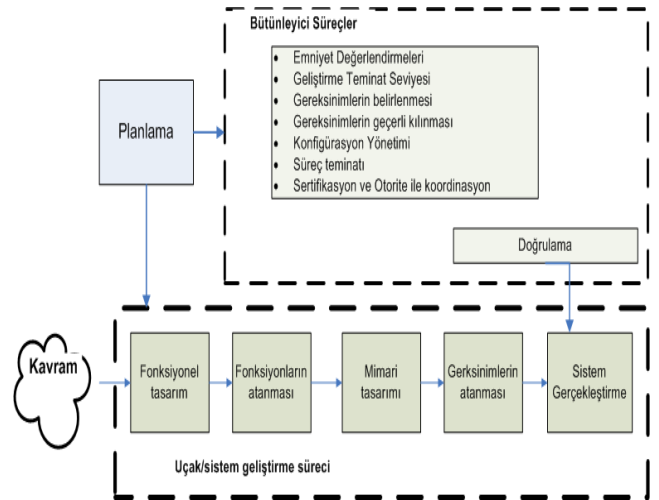 Bütünleyici Süreçler
• Emniyet Değerlendirmeleri
• Geliştirme Teminat Seviyesi
• Gereksinimlerin belirlenmesi
• Gereksinimlerin geçerli kılınması
• Konfigürasyon Yönetimi
• Süreç teminatı
• Sertifikasyon ve Otorite ile koordinasyon
Planlama
Doğrulama
Kavram
Fonksiyonel
tasarım
Fonksiyonların
atanması
Mimari
tasarımı
Gerksinimlerin
atanması
Sistem
Gerçekleştirme
Uçak/sistem geliştirme süreci